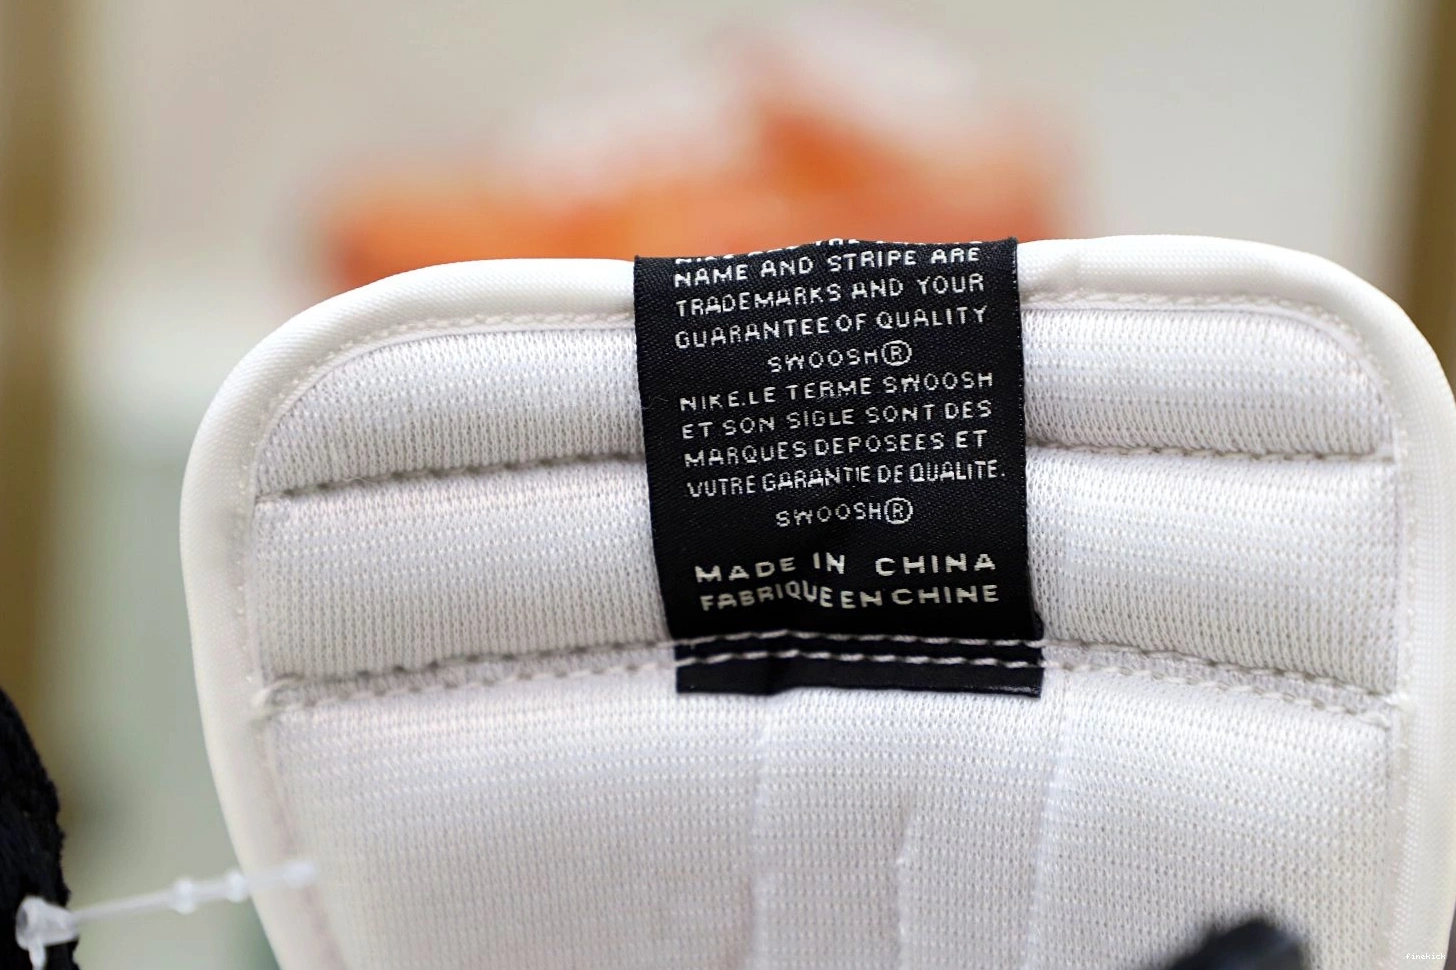 NAME AND STRIPE ARE
TRADEMARKS AND YOUR
GUARANTEE OF QUALITY
SWOOSH®
NIKE.LE TERME SWOOSH
ET SON SIGLE SONT DES
MARQUES DEPOSEES ET
VUTRE GARANTIE DE QUALITE.
SWOOSH®
MADE IN CHINA
FABRIQUE EN CHINE
Finekick